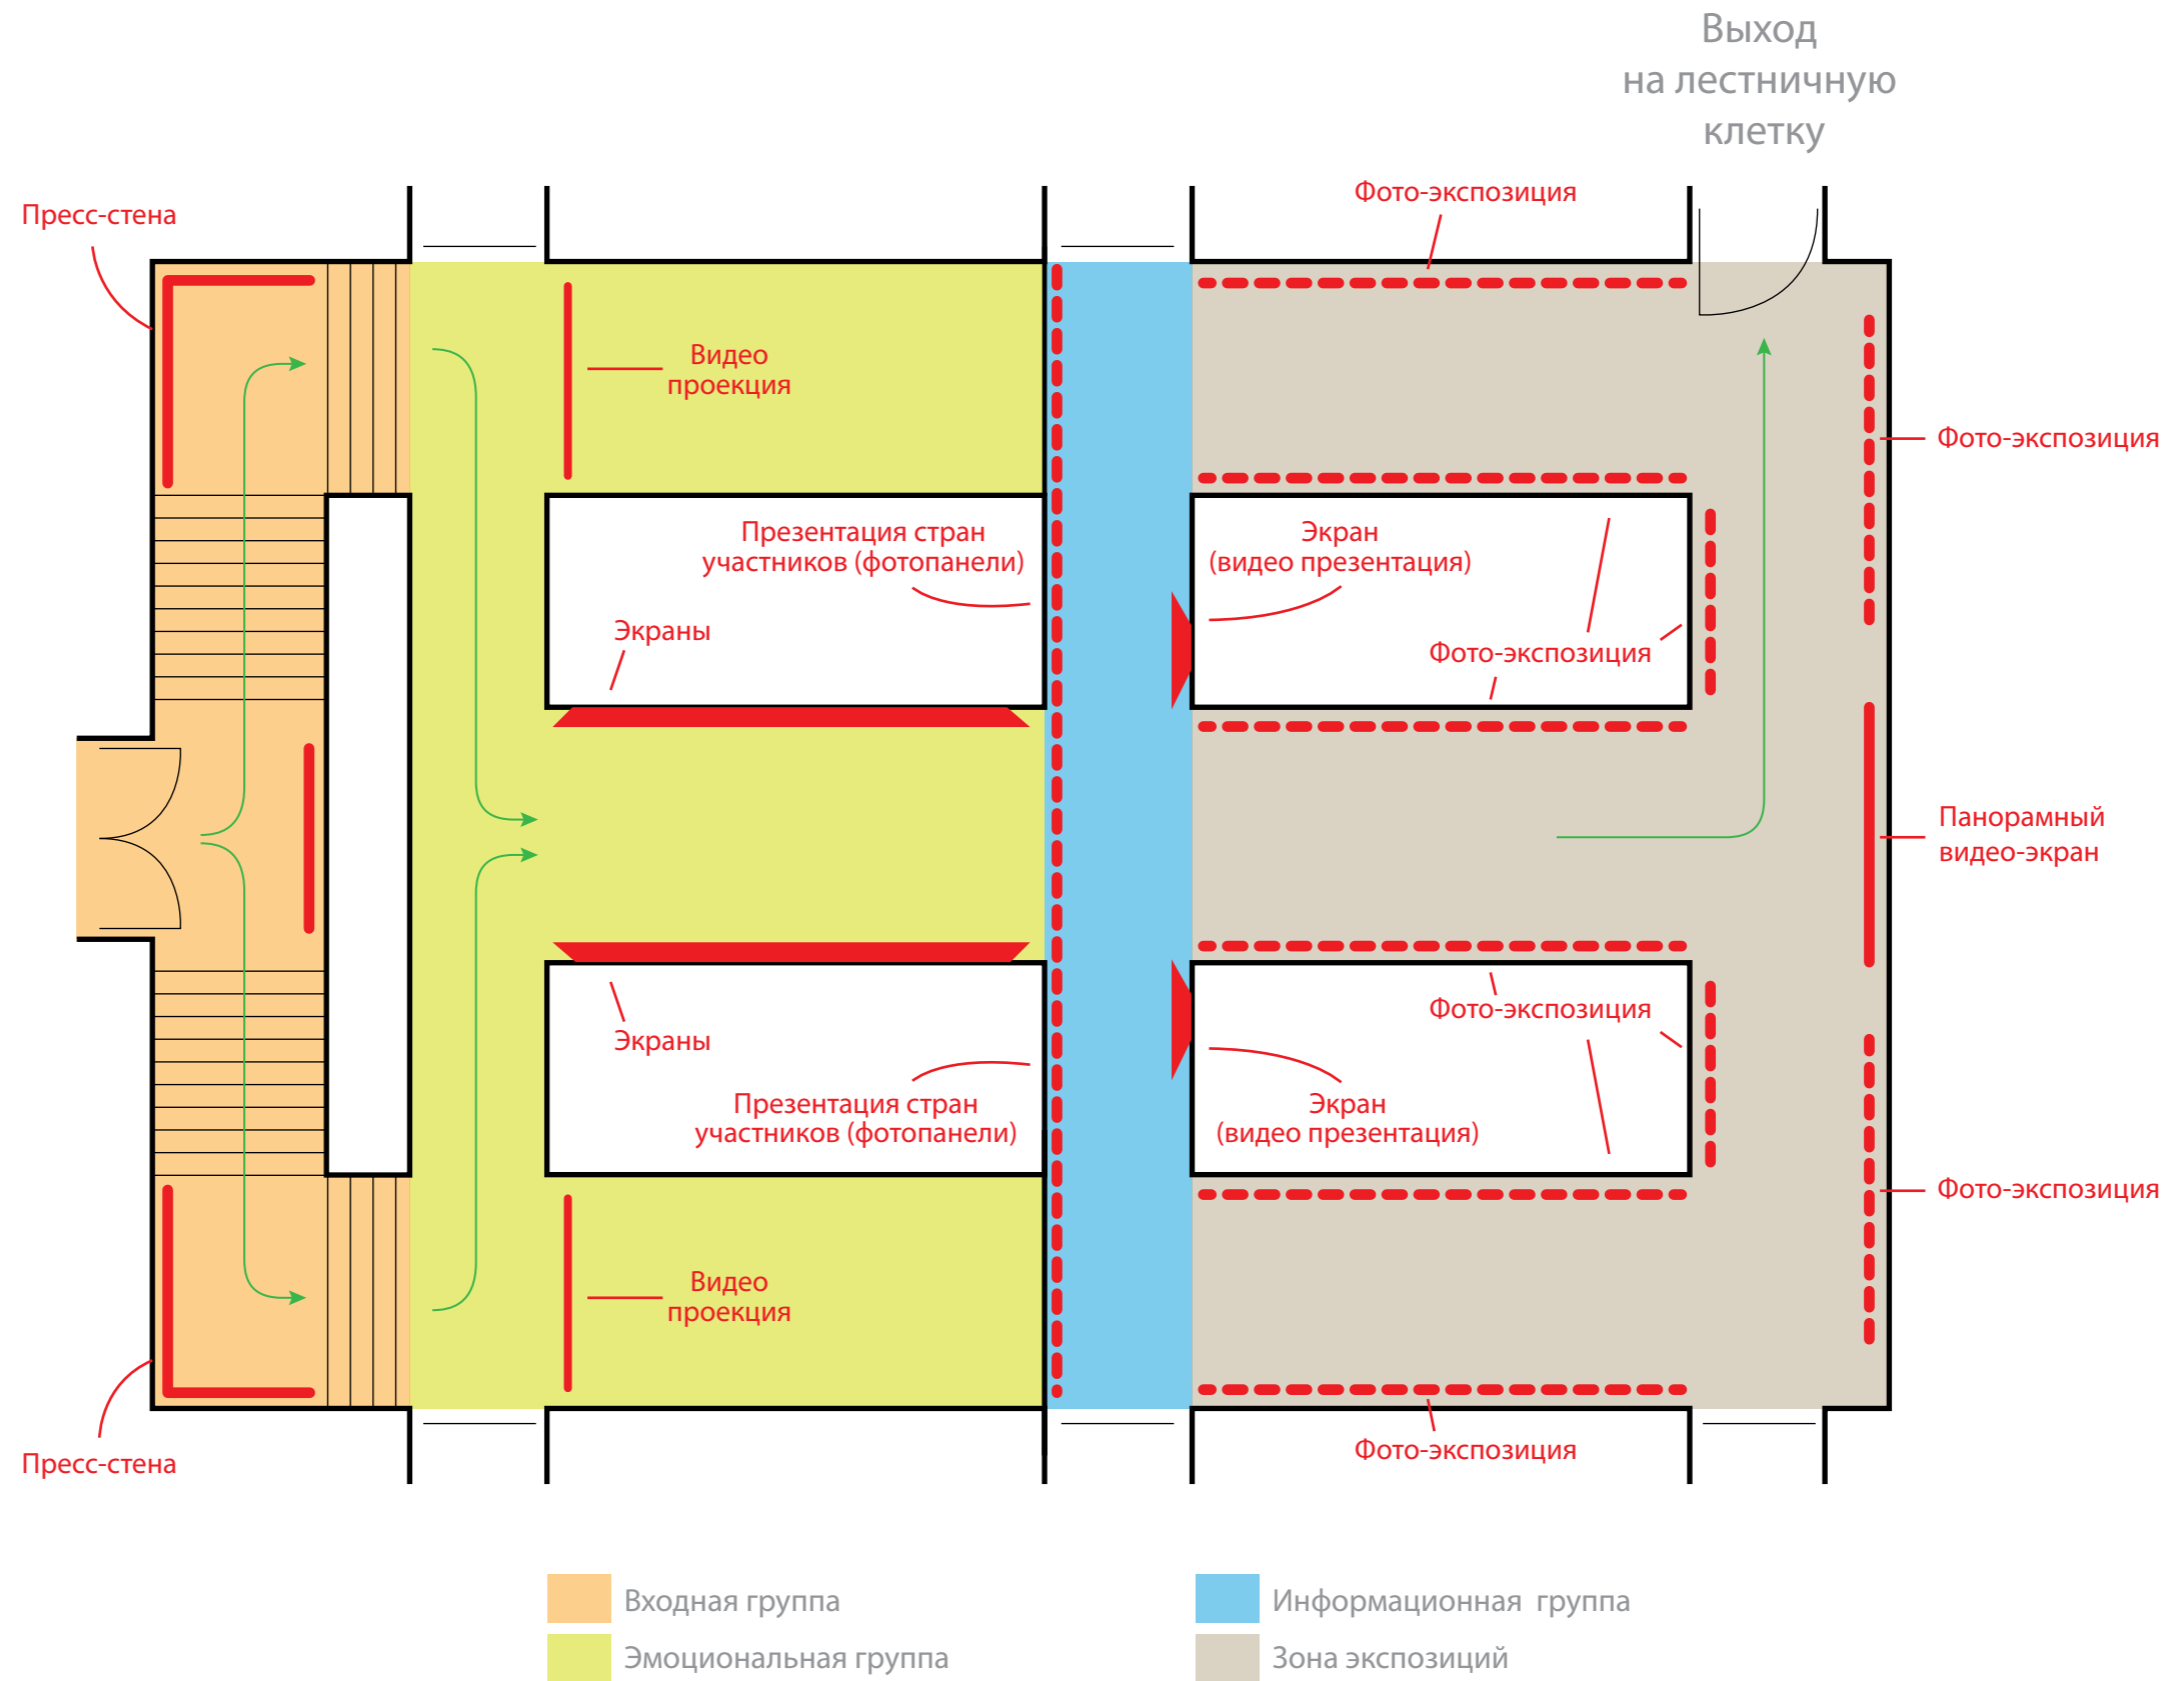 Выход
на лестничную
клетку
Фото-экспозиция
Пресс-стена
Видео
проекция
Фото-экспозиция
Презентация стран
участников (фотопанели)
Экран
(видео презентация)
Экраны
Фото-экспозиция
Панорамный
видео-экран
Фото-экспозиция
Экраны
Презентация стран
участников (фотопанели)
Экран
(видео презентация)
Фото-экспозиция
Видео
проекция
Фото-экспозиция
Пресс-стена
Входная группа
Эмоциональная группа
Информационная группа
Зона экспозиций